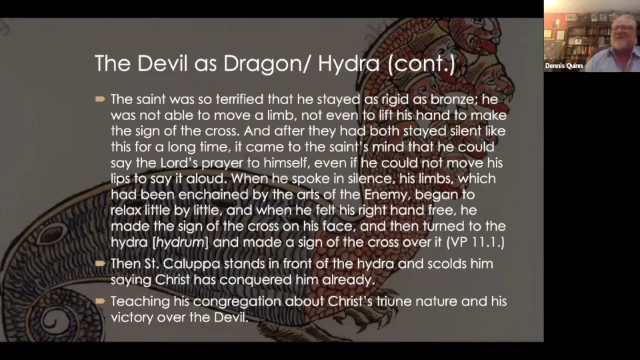 The Devil as Dragon/ Hydra (cont.)
The saint was so terrified that he stayed as rigid as bronze; he
was not able to move a limb, not even to lift his hand to make
the sign of the cross. And after they had both stayed silent like
this for a long time, it came to the saint's mind that he could
say the Lord's prayer to himself, even if he could not move his
lips to say it aloud. When he spoke in silence, his limbs, which
had been enchained by the arts of the Enemy, began to
relax little by little, and when he felt his right hand free, he
made the sign of the cross on his face, and then turned to the
hydra [hydrum] and made a sign of the cross over it (VP 11.1.)
Then St. Caluppa stands in front of the hydra and scolds him
saying Christ has conquered him already.
Teaching his congregation about Christ's triune nature and his
victory over the Devil.
Dennis Quinn